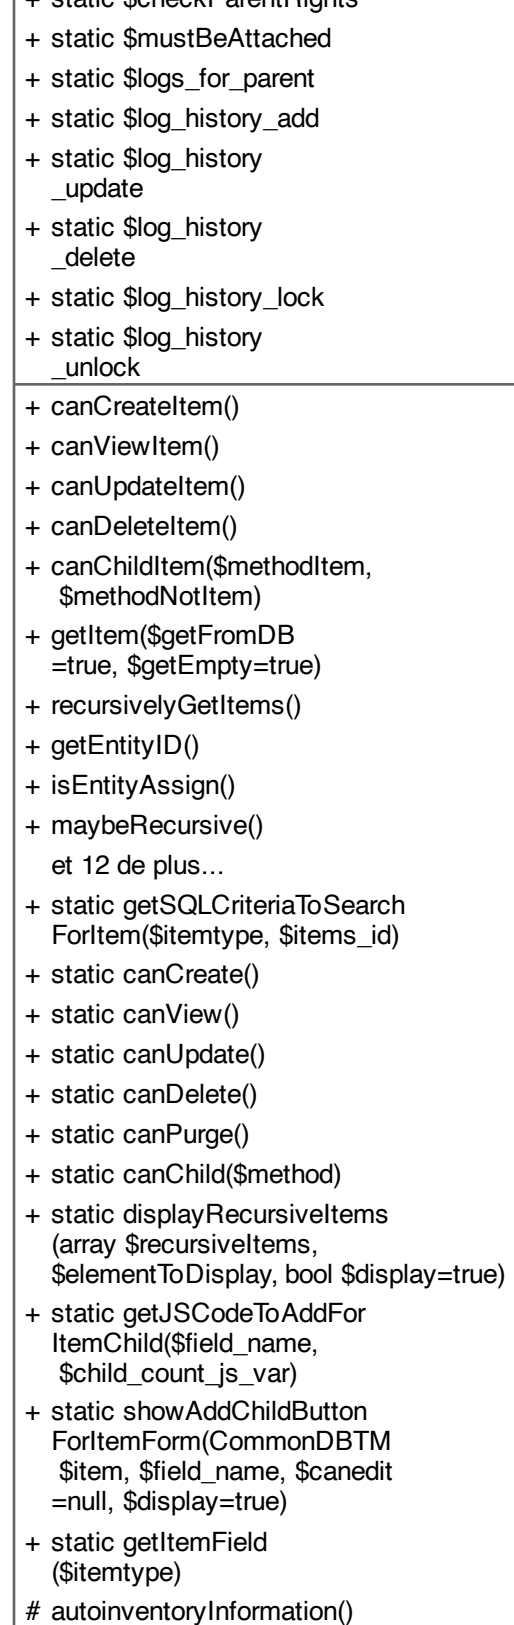 + static $checkParentRights
+ static $mustBeAttached
+ static $logs_for_parent
+ static $log_history_add
+ static $log_history
_update
+ static $log_history
_delete
+ static $log_history_lock
+ static $log_history
_unlock
+ canCreateItem()
+ canViewItem()
+ canUpdateItem()
+ canDeleteItem()
+ canChildItem($methodItem,
$methodNotItem)
+ getItem($getFromDB
=true, $getEmpty=true)
+ recursivelyGetItems()
+ getEntityID()
+ isEntityAssign()
+ maybeRecursive()
et 12 de plus...
+ static getSQLCriteriaToSearch
ForItem($itemtype, $items_id)
+ static canCreate()
+ static canView()
+ static canUpdate()
+ static canDelete()
+ static canPurge()
+ static canChild($method)
+ static displayRecursiveItems
(array $recursiveItems,
$elementToDisplay, bool $display=true)
+ static getJSCodeToAddFor
ItemChild($field_name,
$child_count_js_var)
+ static showAddChildButton
ForItemForm(CommonDBTM
$item, $field_name, $canedit
=null, $display=true)
+ static getItemField
($itemtype)
# autoinventoryInformation()